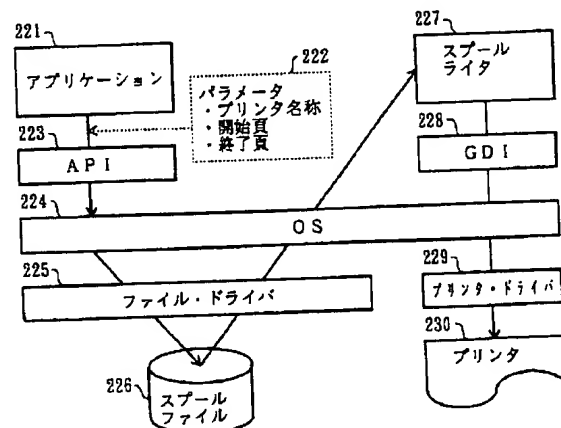 221
アプリケーション
222
パラメータ
・プリンタ名称
・開始頁
・終了頁
223
API
224
OS
225
ファイル・ドライバ
226
スプール
ファイル
227
スプール
ライタ
228
GDI
229
プリンタ・ドライバ
230
プリンタ